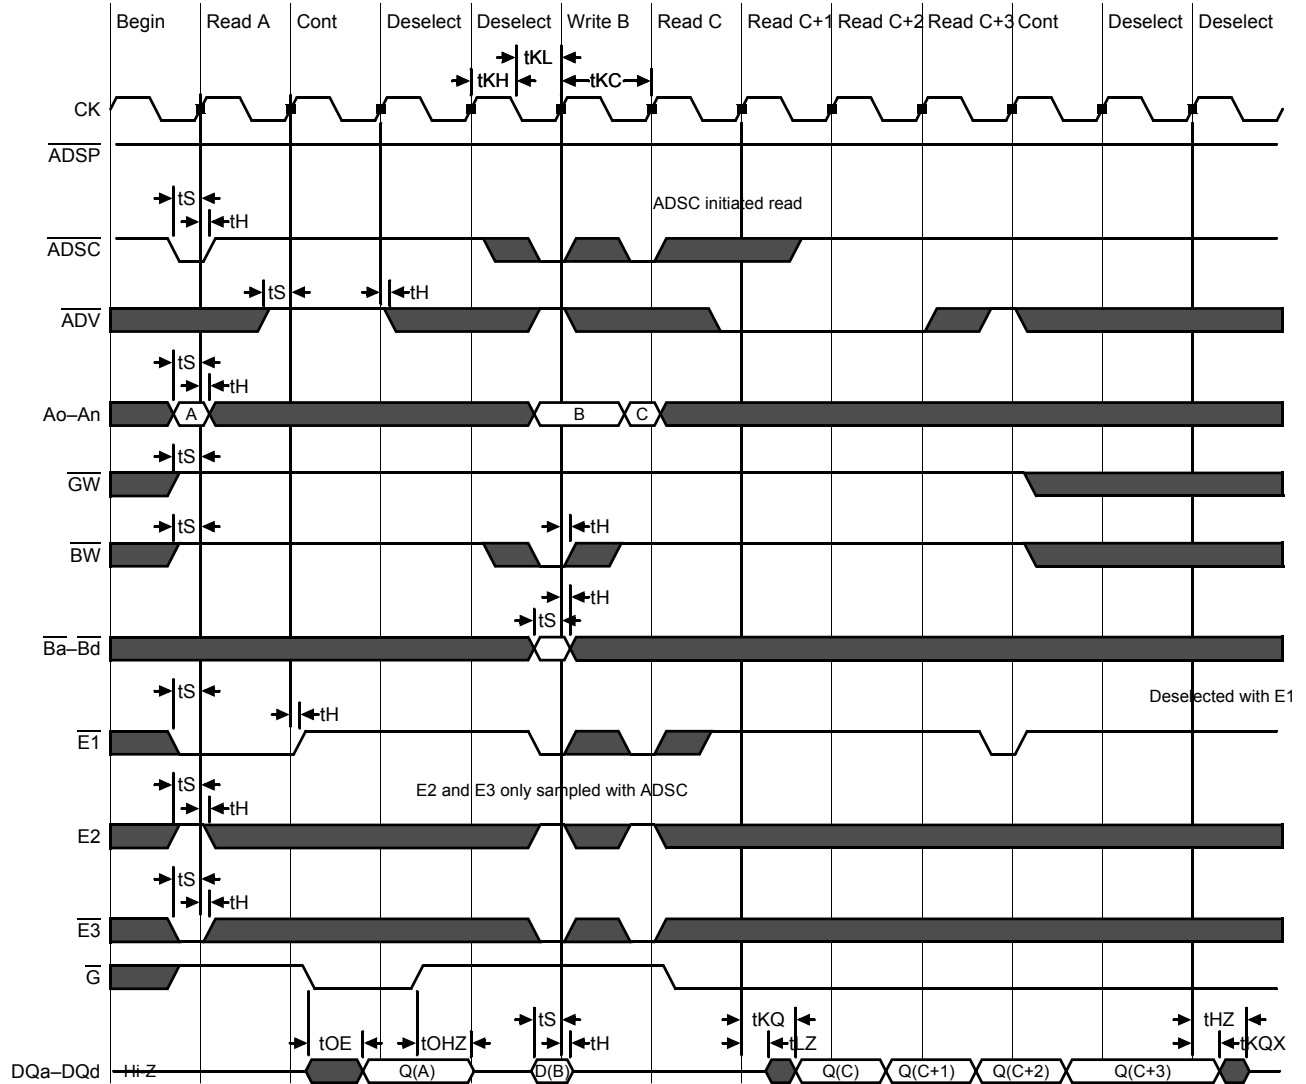 Begin Read A Cont Deselect Deselect Write B Read C Read C+1 Read C+2 Read C+3 Cont Deselect Deselect
tKL
tKH tKC
CK
ADSP
tS
ADSC initiated read
tH
ADSC
tS tH
ADV
tS
tH
Ao–An A B C
tS
GW
tS tH
BW
tH
tS
Ba–Bd
tS
Deselected with E1
tH
E1
tS
E2 and E3 only sampled with ADSC
tH
E2
tS
tH
E3
G
tS tKQ tHZ
tOE tOHZ tH tLZ tKQX
DQa–DQd Hi-Z Q(A) D(B) Q(C) Q(C+1) Q(C+2) Q(C+3)